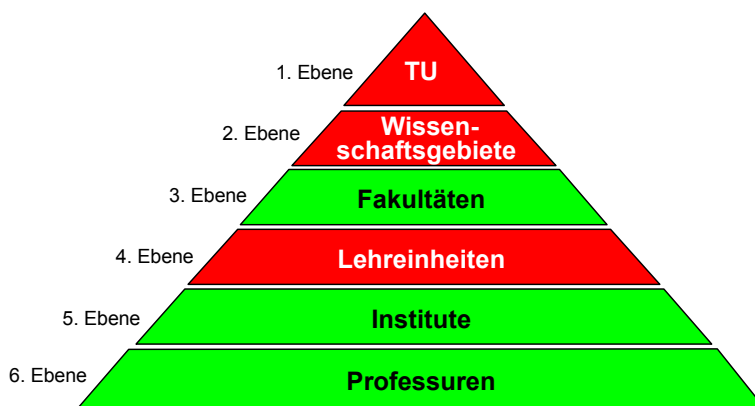 1. Ebene
TU
2. Ebene
Wissen-
schaftsgebiete
3. Ebene
Fakultäten
4. Ebene
Lehreinheiten
5. Ebene
Institute
6. Ebene
Professuren